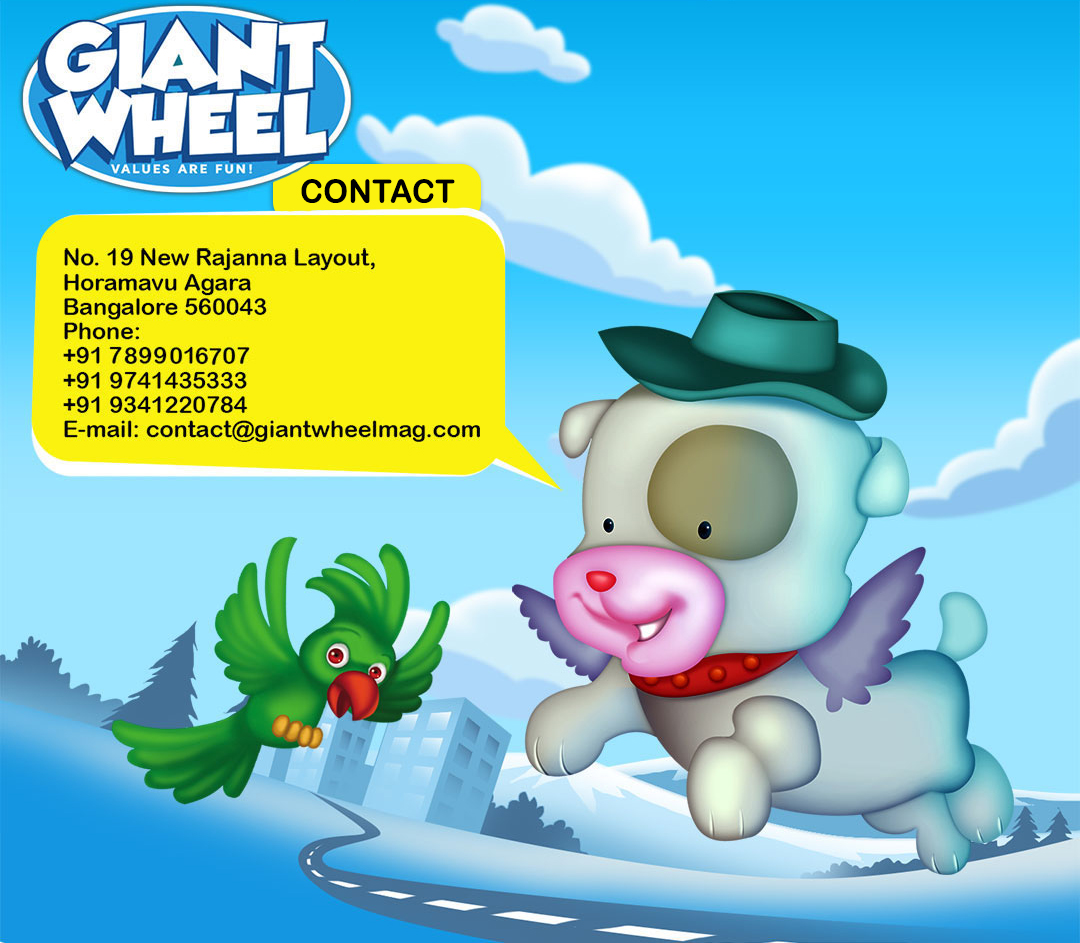 GIANT
WHEEL
VALUES ARE FUN!
CONTACT
No. 19 New Rajanna Layout,
Horamavu Agara
Bangalore 560043
Phone:
+91 7899016707
+91 9741435333
+91 9341220784
E-mail: contact@giantwheelmag.com